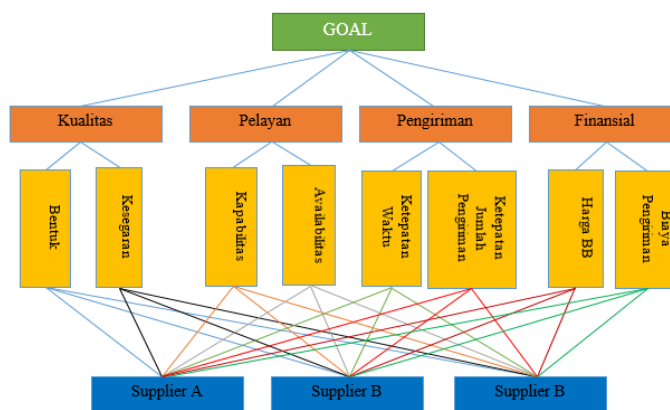 GOAL
Kualitas
Pelayan
Pengiriman
Finansial
Bentuk
Kesegaran
Kapabilitas
Availabilitas
Ketepatan
Waktu
Ketepatan
Jumlah
Pengiriman
Harga BB
Biaya
Pengiriman
Supplier A
Supplier B
Supplier B